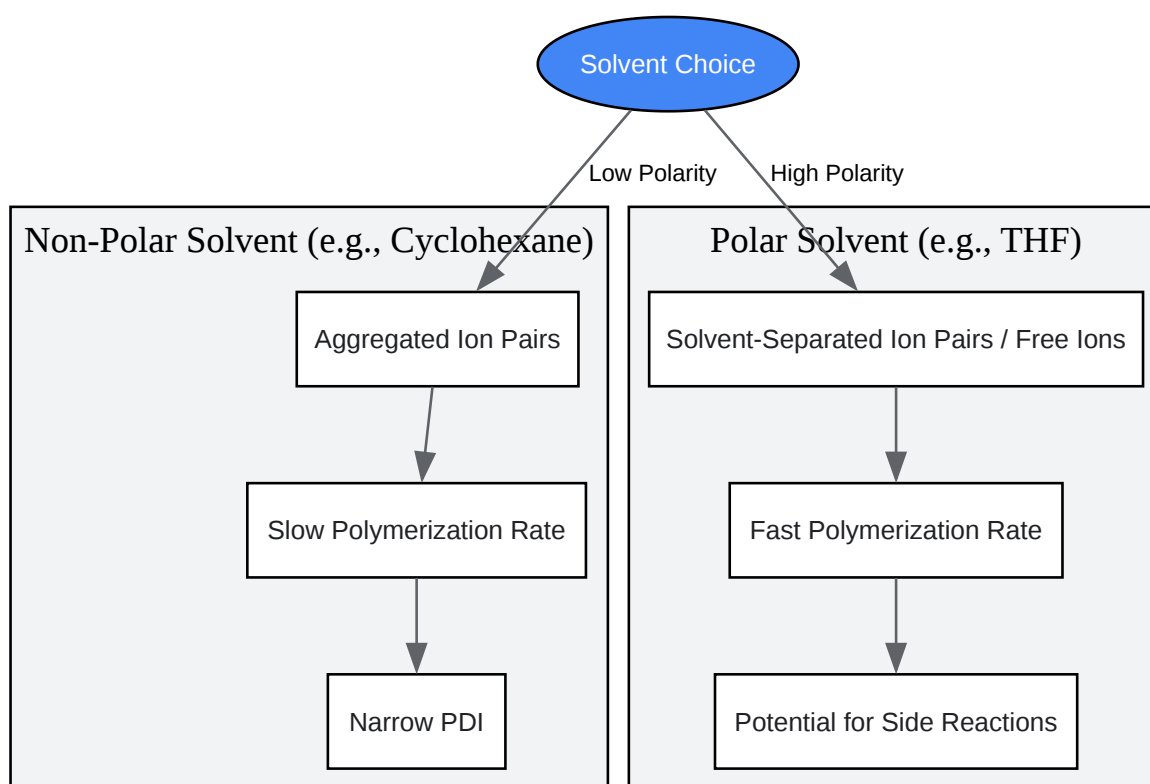 Solvent Choice
Low Polarity
High Polarity
Non-Polar Solvent (e.g., Cyclohexane)
Polar Solvent (e.g., THF)
Aggregated Ion Pairs
Solvent-Separated Ion Pairs / Free Ions
Slow Polymerization Rate
Fast Polymerization Rate
Narrow PDI
Potential for Side Reactions